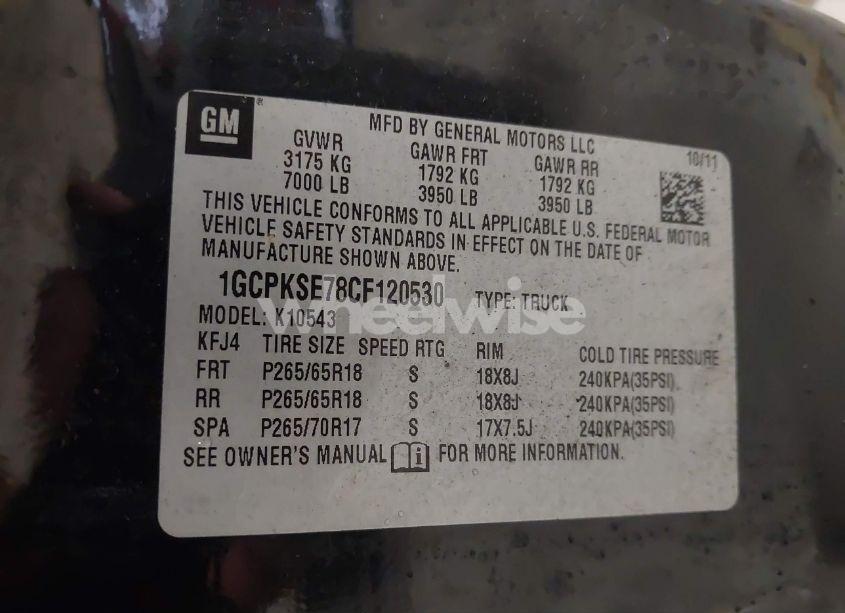 GM
MFD BY GENERAL MOTORS LLC 10/11
GVWR GAWR FRT GAWR RR
3175 KG 1792 KG 1792 KG
7000 LB 3950 LB 3950 LB
THIS VEHICLE CONFORMS TO ALL APPLICABLE U.S. FEDERAL MOTOR
VEHICLE SAFETY STANDARDS IN EFFECT ON THE DATE OF
MANUFACTURE SHOWN ABOVE.
1GCPKSE78CF120530 TYPE: TRUCK
MODEL: K10543
wheelwise
KFJ4 TIRE SIZE SPEED RTG RIM COLD TIRE PRESSURE
FRT P265/65R18 S 18X8J 240KPA(35PSI)
RR P265/65R18 S 18X8J 240KPA(35PSI)
SPA P265/70R17 S 17X7.5J 240KPA(35PSI)
SEE OWNER'S MANUAL FOR MORE INFORMATION.